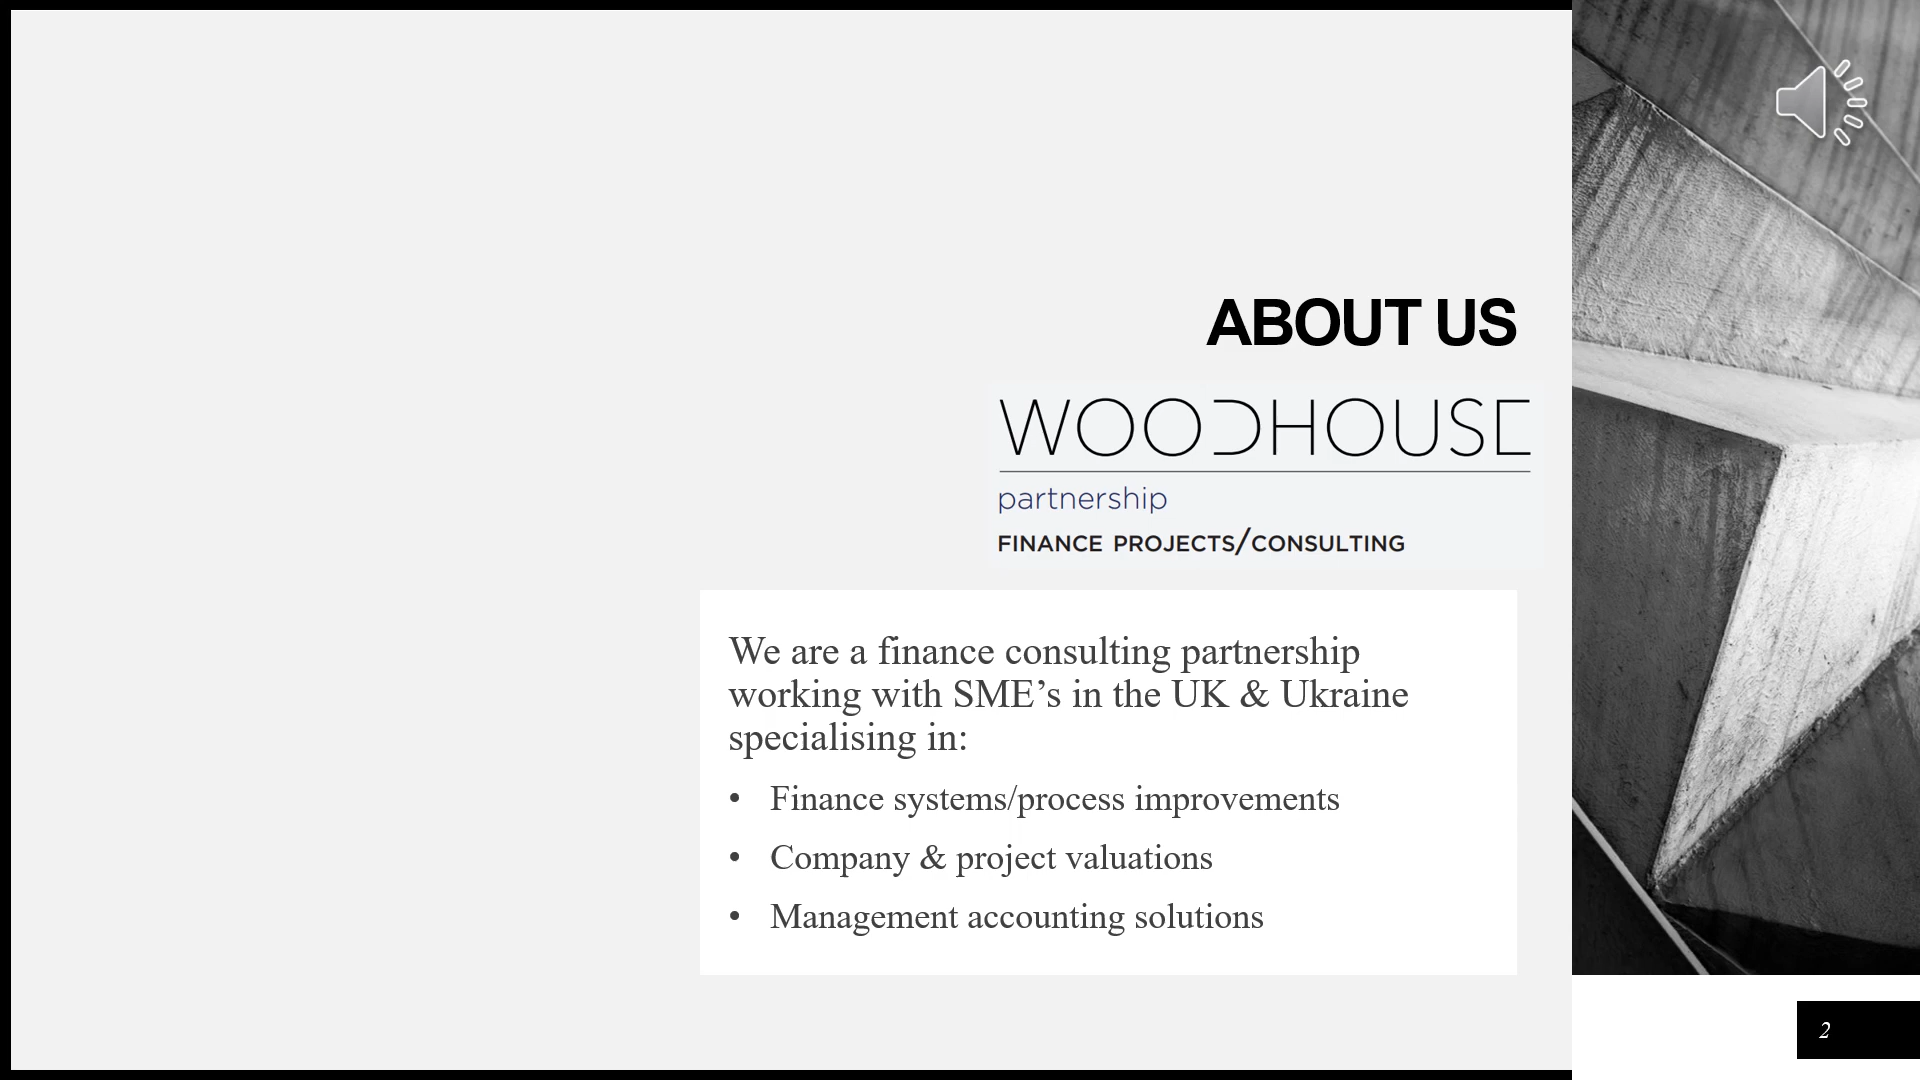 ABOUT US
WOODHOUSE
partnership
FINANCE PROJECTS/CONSULTING
We are a finance consulting partnership
working with SME’s in the UK & Ukraine
specialising in:
• Finance systems/process improvements
• Company & project valuations
• Management accounting solutions
2